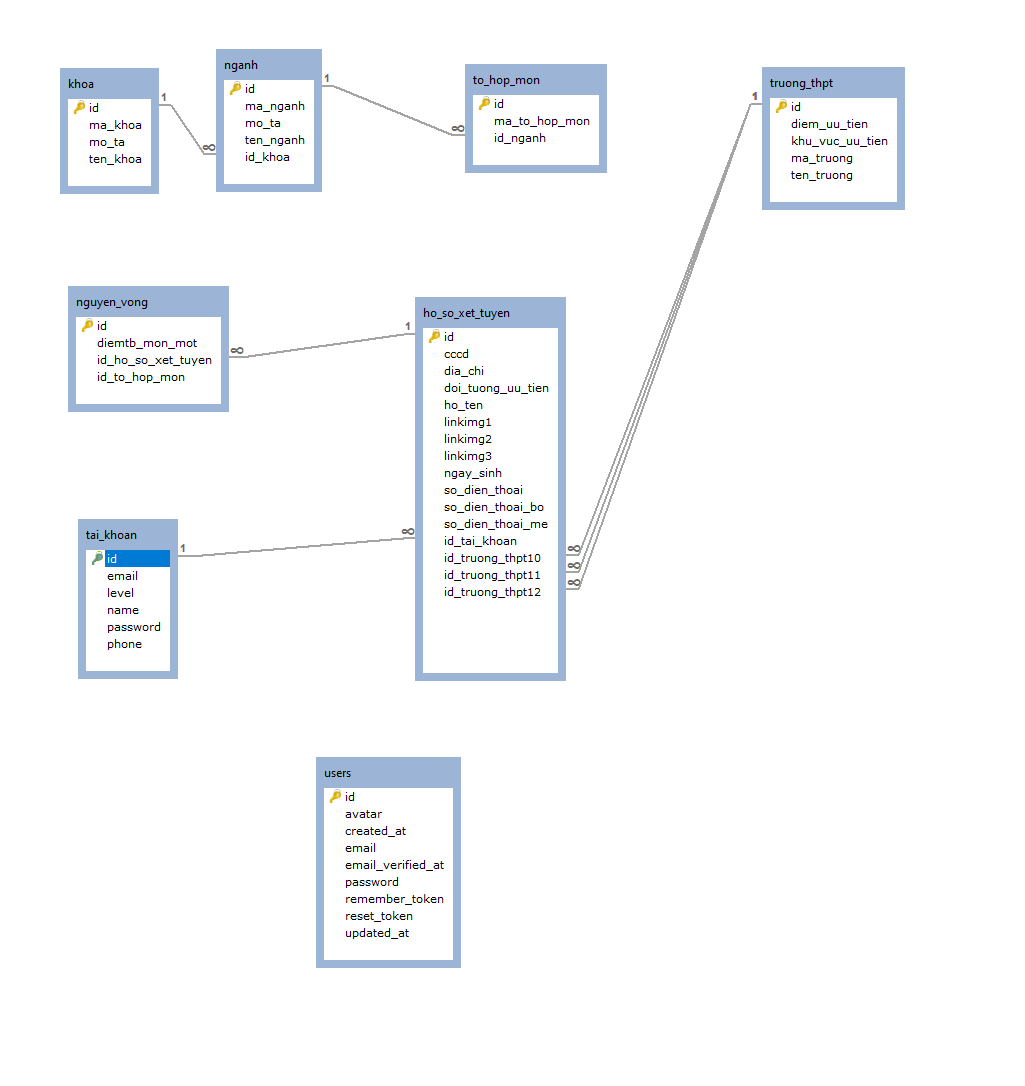 khoa
id
ma_khoa
mo_ta
ten_khoa
1
∞
nganh
id
ma_nganh
mo_ta
ten_nganh
id_khoa
1
∞
to_hop_mon
id
ma_to_hop_mon
id_nganh
truong_thpt
id
diem_uu_tien
khu_vuc_uu_tien
ma_truong
ten_truong
1
nguyen_vong
id
diemtb_mon_mot
id_ho_so_xet_tuyen
id_to_hop_mon
∞
1
ho_so_xet_tuyen
id
cccd
dia_chi
doi_tuong_uu_tien
ho_ten
linkimg1
linkimg2
linkimg3
ngay_sinh
so_dien_thoai
so_dien_thoai_bo
so_dien_thoai_me
id_tai_khoan
id_truong_thpt10
id_truong_thpt11
id_truong_thpt12
∞
∞
∞
tai_khoan
id
email
level
name
password
phone
1
∞
users
id
avatar
created_at
email
email_verified_at
password
remember_token
reset_token
updated_at